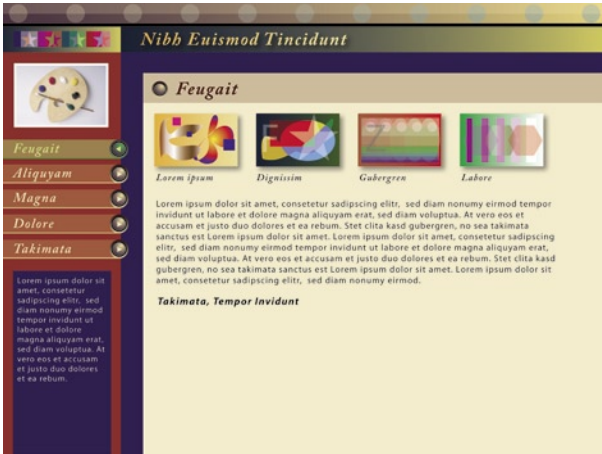 Nibh Euismod Tincidunt
Feugait
Aliquyam
Magna
Dolore
Takimata
Lorem ipsum dolor sit
amet, consetetur
sadipscing elitr, sed
diam nonumy eirmod
tempor invidunt ut
labore et dolore
magna aliquyam erat,
sed diam voluptua. At
vero eos et accusam
et justo duo dolores
et ea rebum.
Feugait
Lorem ipsum
Dignissim
Gubergren
Labore
Lorem ipsum dolor sit amet, consetetur sadipscing elitr, sed diam nonumy eirmod tempor
invidunt ut labore et dolore magna aliquyam erat, sed diam voluptua. At vero eos et
accusam et justo duo dolores et ea rebum. Stet clita kasd gubergren, no sea takimata
sanctus est Lorem ipsum dolor sit amet. Lorem ipsum dolor sit amet, consetetur sadipscing
elitr, sed diam nonumy eirmod tempor invidunt ut labore et dolore magna aliquyam erat,
sed diam voluptua. At vero eos et accusam et justo duo dolores et ea rebum. Stet clita kasd
gubergren, no sea takimata sanctus est Lorem ipsum dolor sit amet. Lorem ipsum dolor sit
amet, consetetur sadipscing elitr, sed diam nonumy eirmod.
Takimata, Tempor Invidunt